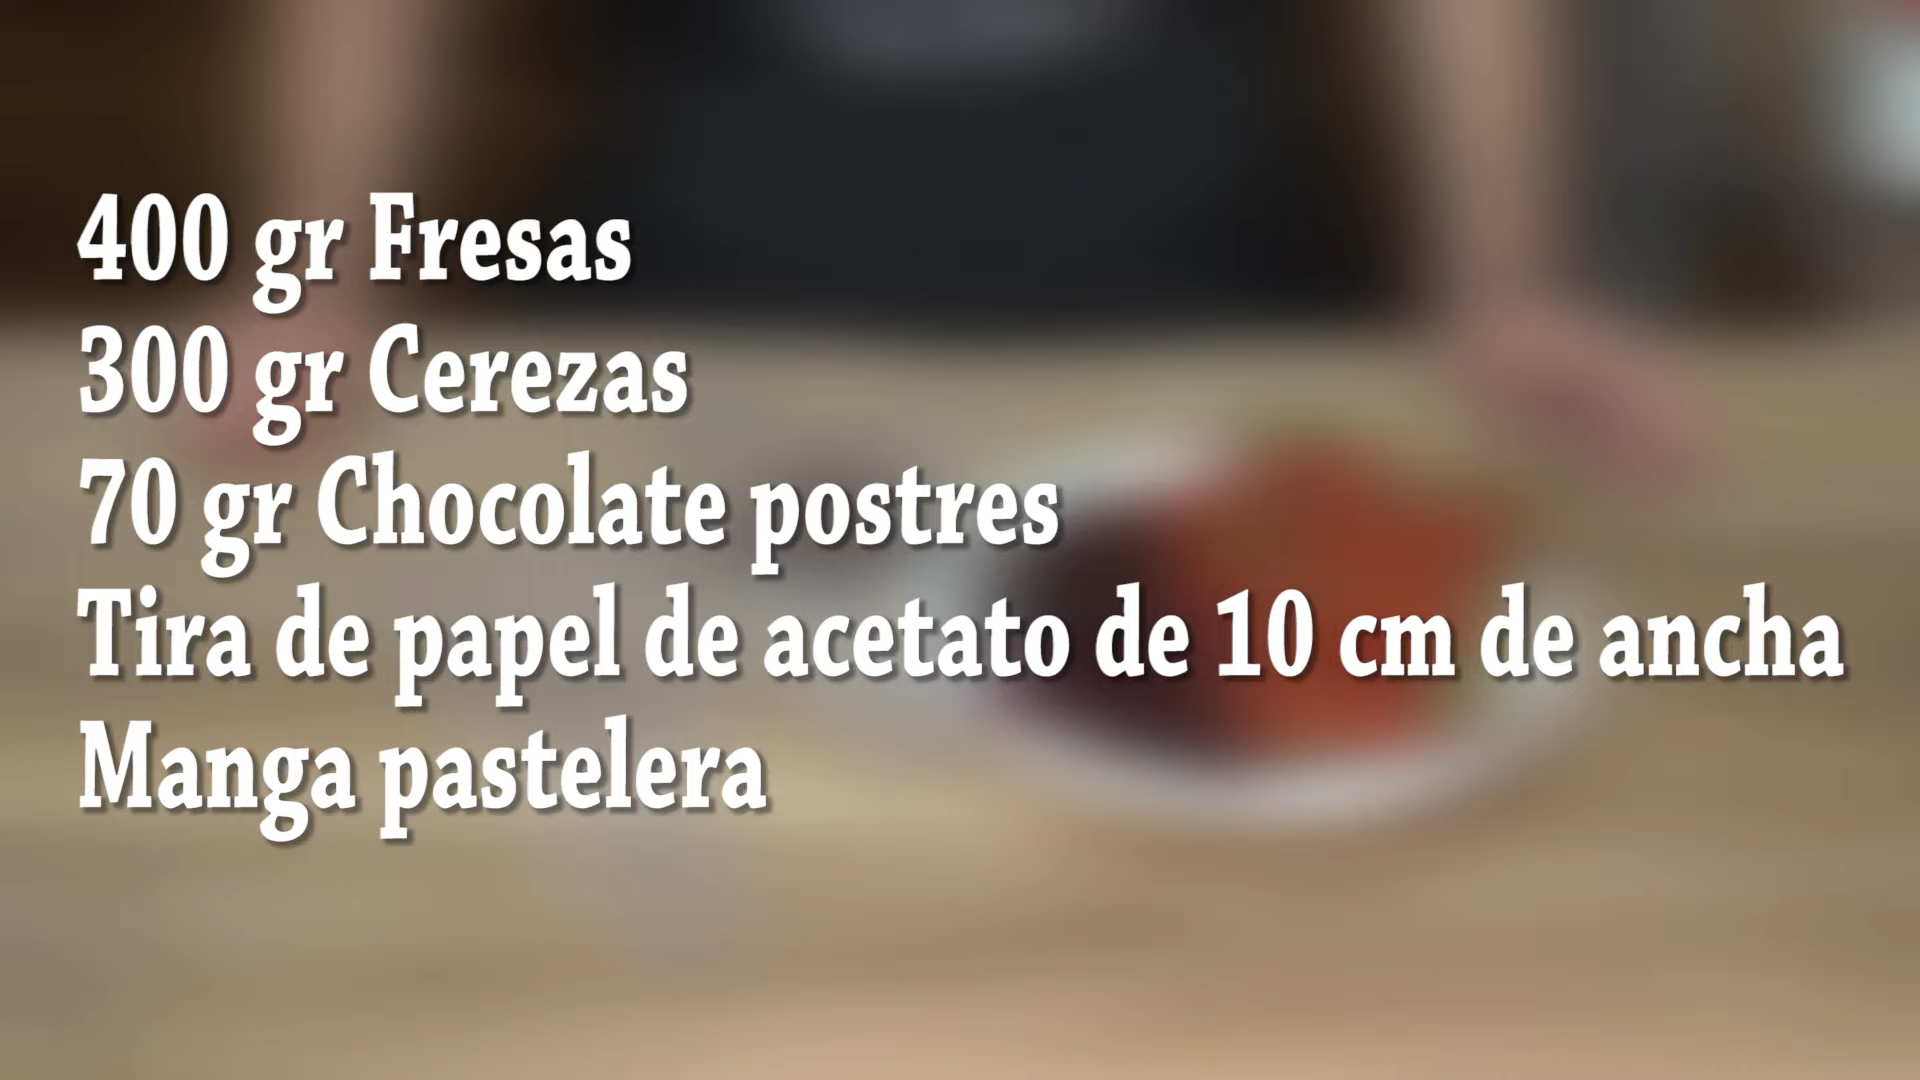 400 gr Fresas
300 gr Cerezas
70 gr Chocolate postres
Tira de papel de acetato de 10 cm de ancha
Manga pastelera